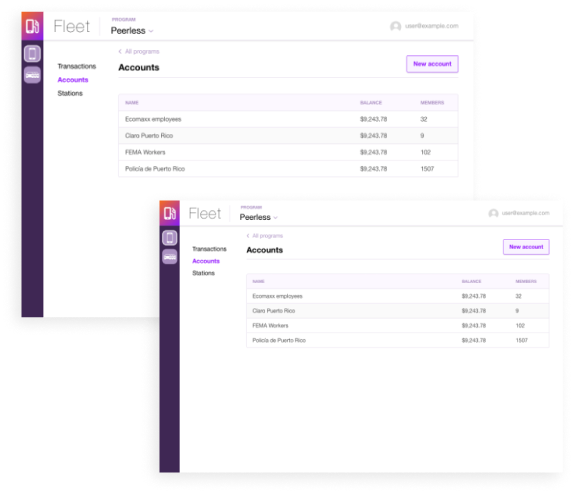 Fleet
PROGRAM
Peerless
user@example.com
< All programs
Transactions
Accounts
Stations
Accounts
New account
NAME BALANCE MEMBERS
Ecomaxx employees $9,243.78 32
Claro Puerto Rico $9,243.78 9
FEMA Workers $9,243.78 102
Policía de Puerto Rico $9,243.78 1507
Fleet
PROGRAM
Peerless
user@example.com
< All programs
Transactions
Accounts
Stations
Accounts
New account
NAME BALANCE MEMBERS
Ecomaxx employees $9,243.78 32
Claro Puerto Rico $9,243.78 9
FEMA Workers $9,243.78 102
Policía de Puerto Rico $9,243.78 1507